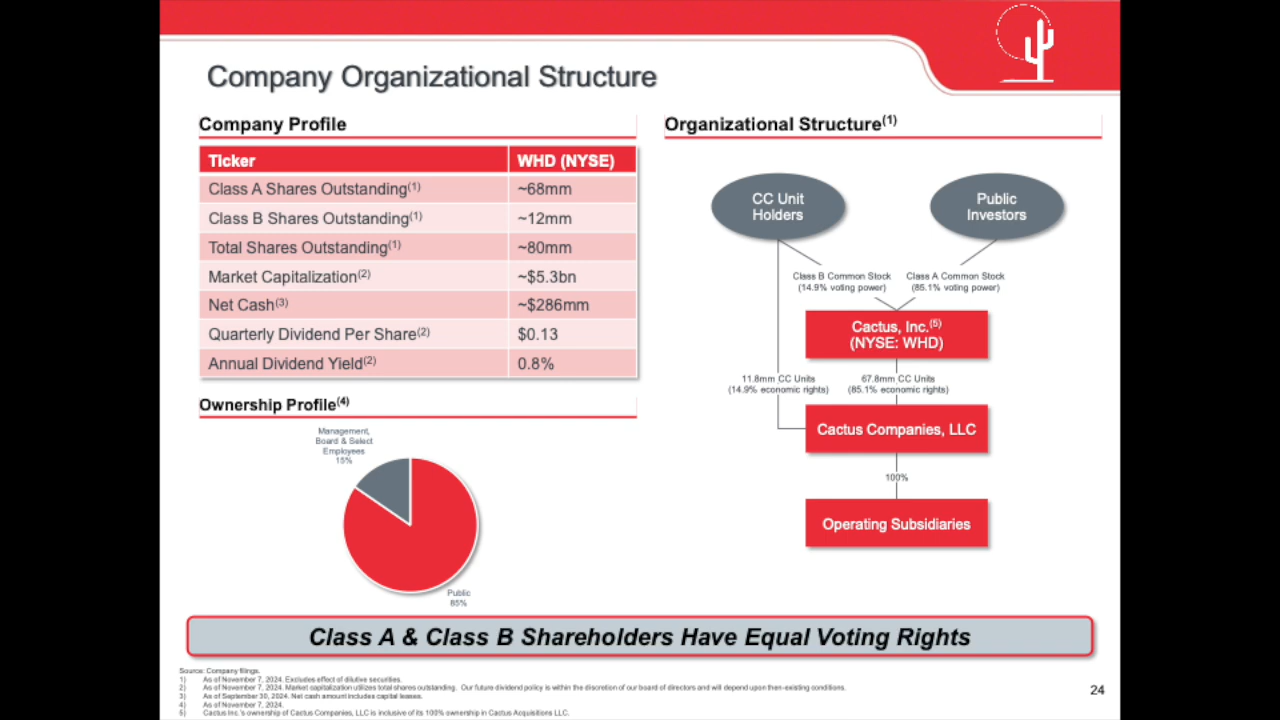 Company Organizational Structure
Company Profile
Ticker WHD (NYSE)
Class A Shares Outstanding(1) ~68mm
Class B Shares Outstanding(1) ~12mm
Total Shares Outstanding(1) ~80mm
Market Capitalization(2) ~$5.3bn
Net Cash(3) ~$286mm
Quarterly Dividend Per Share(2) $0.13
Annual Dividend Yield(2) 0.8%
Ownership Profile(4)
Management,
Board & Select
Employees
15%
Public
85%
Organizational Structure(1)
CC Unit
Holders
Public
Investors
Class B Common Stock
(14.9% voting power)
Class A Common Stock
(85.1% voting power)
Cactus, Inc.(5)
(NYSE: WHD)
11.8mm CC Units
(14.9% economic rights)
67.8mm CC Units
(85.1% economic rights)
Cactus Companies, LLC
100%
Operating Subsidiaries
Class A & Class B Shareholders Have Equal Voting Rights
Source: Company filings.
1) As of November 7, 2024. Excludes effect of dilutive securities.
2) As of November 7, 2024. Market capitalization utilizes total shares outstanding. Our future dividend policy is within the discretion of our board of directors and will depend upon then-existing conditions.
3) As of September 30, 2024. Net cash amount includes capital leases.
4) As of November 7, 2024.
5) Cactus Inc.'s ownership of Cactus Companies, LLC is inclusive of its 100% ownership in Cactus Acquisitions LLC.
24